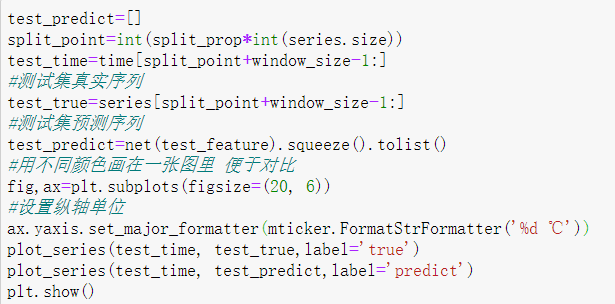 test_predict=[]
split_point=int(split_prop*int(series.size))
test_time=time[split_point+window_size-1:]
#测试集真实序列
test_true=series[split_point+window_size-1:]
#测试集预测序列
test_predict=net(test_feature).squeeze().tolist()
#用不同颜色画在一张图里 便于对比
fig,ax=plt.subplots(figsize=(20, 6))
#设置纵轴单位
ax.yaxis.set_major_formatter(mticker.FormatStrFormatter('%d ℃'))
plot_series(test_time, test_true,label='true')
plot_series(test_time, test_predict,label='predict')
plt.show()